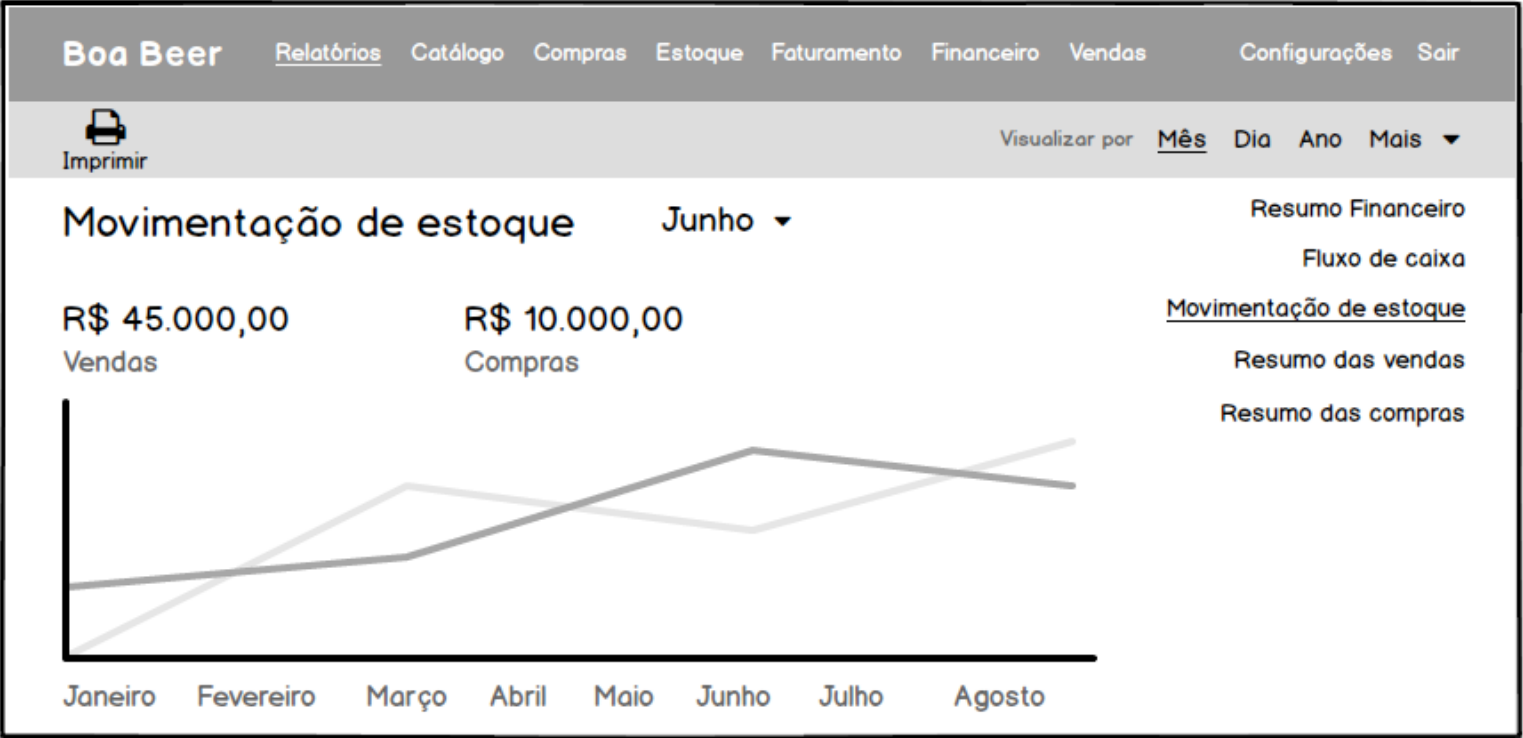 Boa Beer Relatórios Catálogo Compras Estoque Faturamento Financeiro Vendas Configurações Sair
Imprimir
Visualizar por Mês Dia Ano Mais
Movimentação de estoque Junho
R$ 45.000,00 R$ 10.000,00
Vendas Compras
Resumo Financeiro
Fluxo de caixa
Movimentação de estoque
Resumo das vendas
Resumo das compras
Janeiro Fevereiro Março Abril Maio Junho Julho Agosto